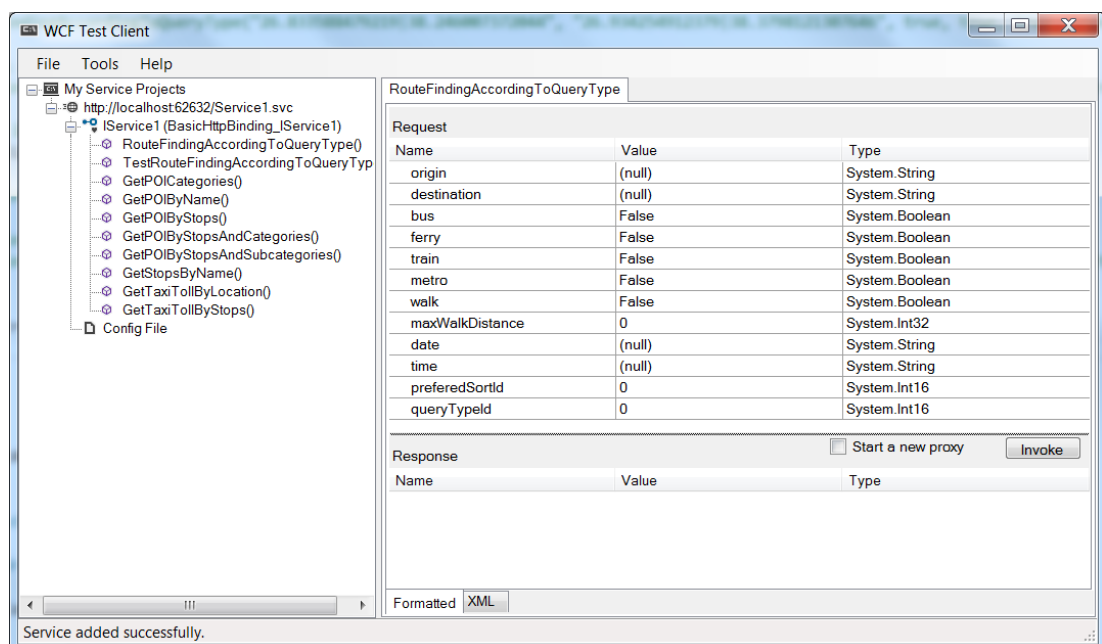 WCF Test Client
File Tools Help
My Service Projects
http://localhost:62632/Service1.svc
IService1 (BasicHttpBinding_IService1)
RouteFindingAccordingToQueryType()
TestRouteFindingAccordingToQueryTyp
GetPOICategories()
GetPOIByName()
GetPOIByStops()
GetPOIByStopsAndCategories()
GetPOIByStopsAndSubcategories()
GetStopsByName()
GetTaxiTollByLocation()
GetTaxiTollByStops()
Config File
RouteFindingAccordingToQueryType
Request
Name Value Type
origin (null) System.String
destination (null) System.String
bus False System.Boolean
ferry False System.Boolean
train False System.Boolean
metro False System.Boolean
walk False System.Boolean
maxWalkDistance 0 System.Int32
date (null) System.String
time (null) System.String
preferedSortId 0 System.Int16
queryTypeId 0 System.Int16
Response
Start a new proxy Invoke
Name Value Type
Formatted XML
Service added successfully.